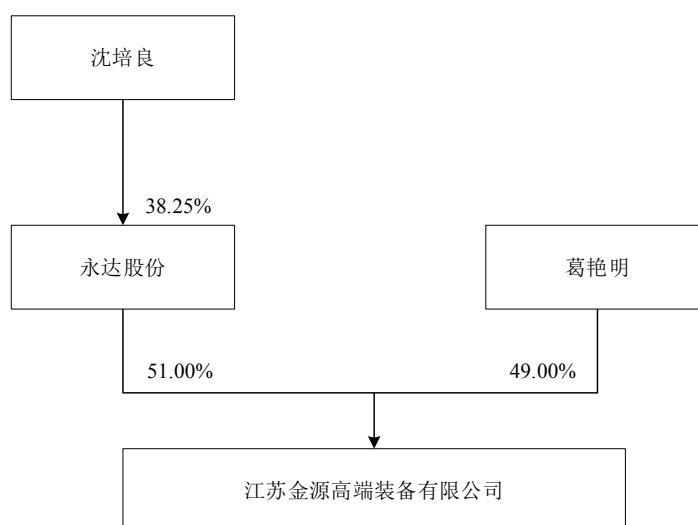 沈培良
38.25%
永达股份
葛艳明
51.00%
49.00%
江苏金源高端装备有限公司